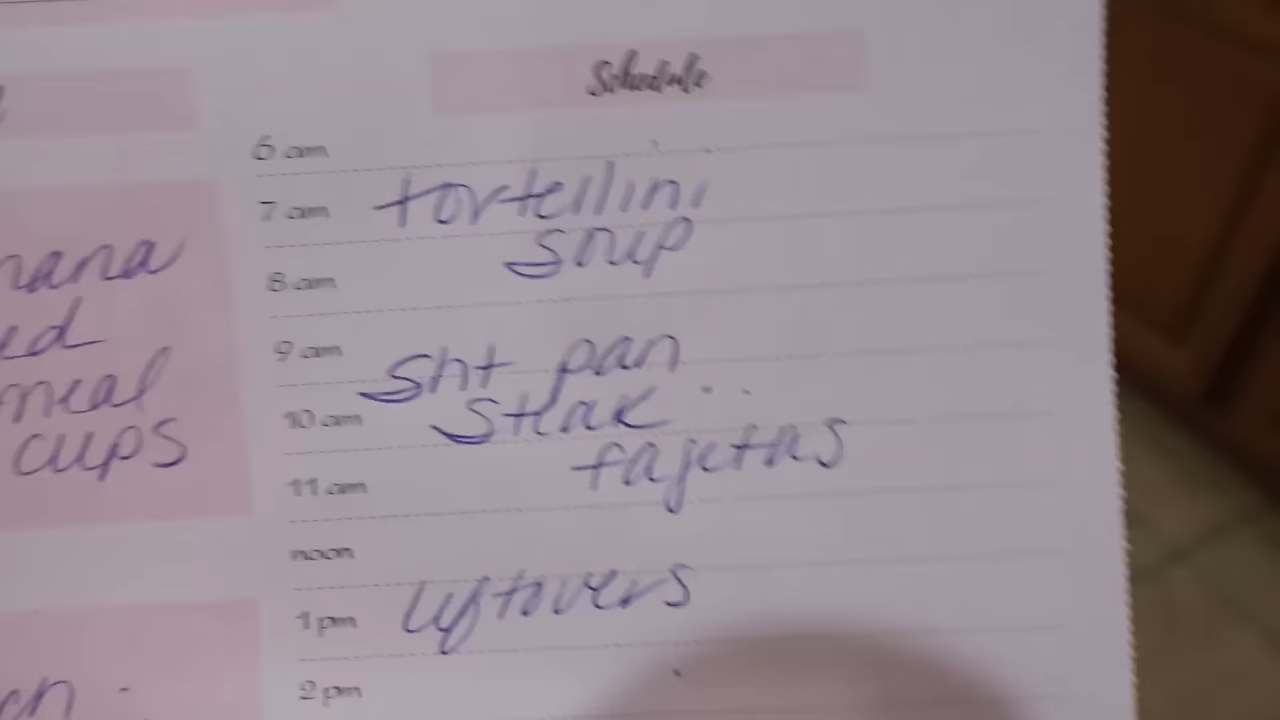 Schedule
6 am
7 am tortellini
soup
8 am
9 am sht pan
10 am steak
fajitas
11 am
noon
1 pm leftovers
2 pm
ed
meal
cups